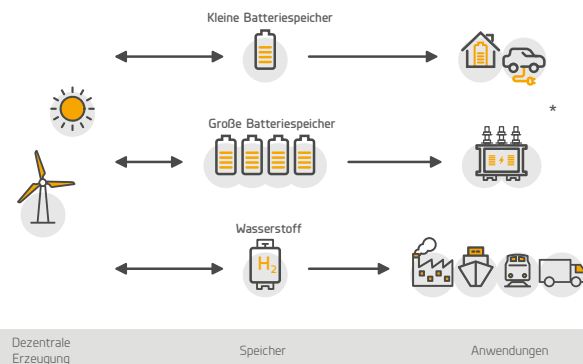 Kleine Batteriespeicher
*
Große Batteriespeicher
Wasserstoff
H2
Dezentrale
Erzeugung
Speicher
Anwendungen